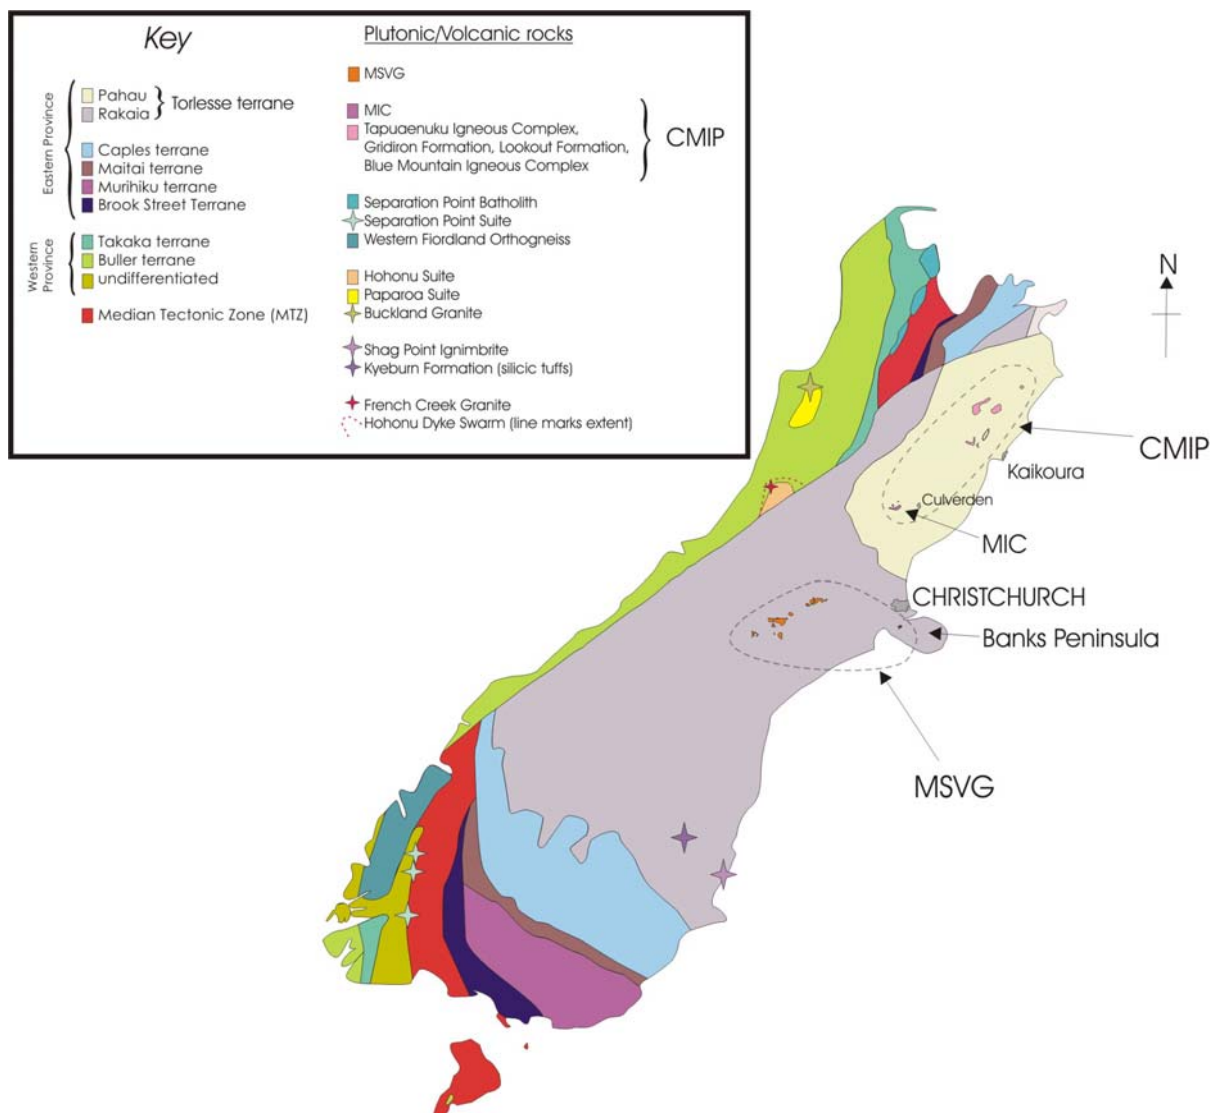 Key
Eastern Province
Pahau
Rakaia
Torlesse terrane
Caples terrane
Maitai terrane
Murihiku terrane
Brook Street Terrane
Western
Province
Takaka terrane
Buller terrane
undifferentiated
Median Tectonic Zone (MTZ)
Plutonic/Volcanic rocks
MSVG
MIC
Tapuaenuku Igneous Complex,
Gridiron Formation, Lookout Formation,
Blue Mountain Igneous Complex
CMIP
Separation Point Batholith
Separation Point Suite
Western Fiordland Orthogneiss
Hohonu Suite
Paparoa Suite
Buckland Granite
Shag Point Ignimbrite
Kyeburn Formation (silicic tuffs)
French Creek Granite
Hohonu Dyke Swarm (line marks extent)
N
CMIP
Kaikoura
Culverden
MIC
CHRISTCHURCH
Banks Peninsula
MSVG